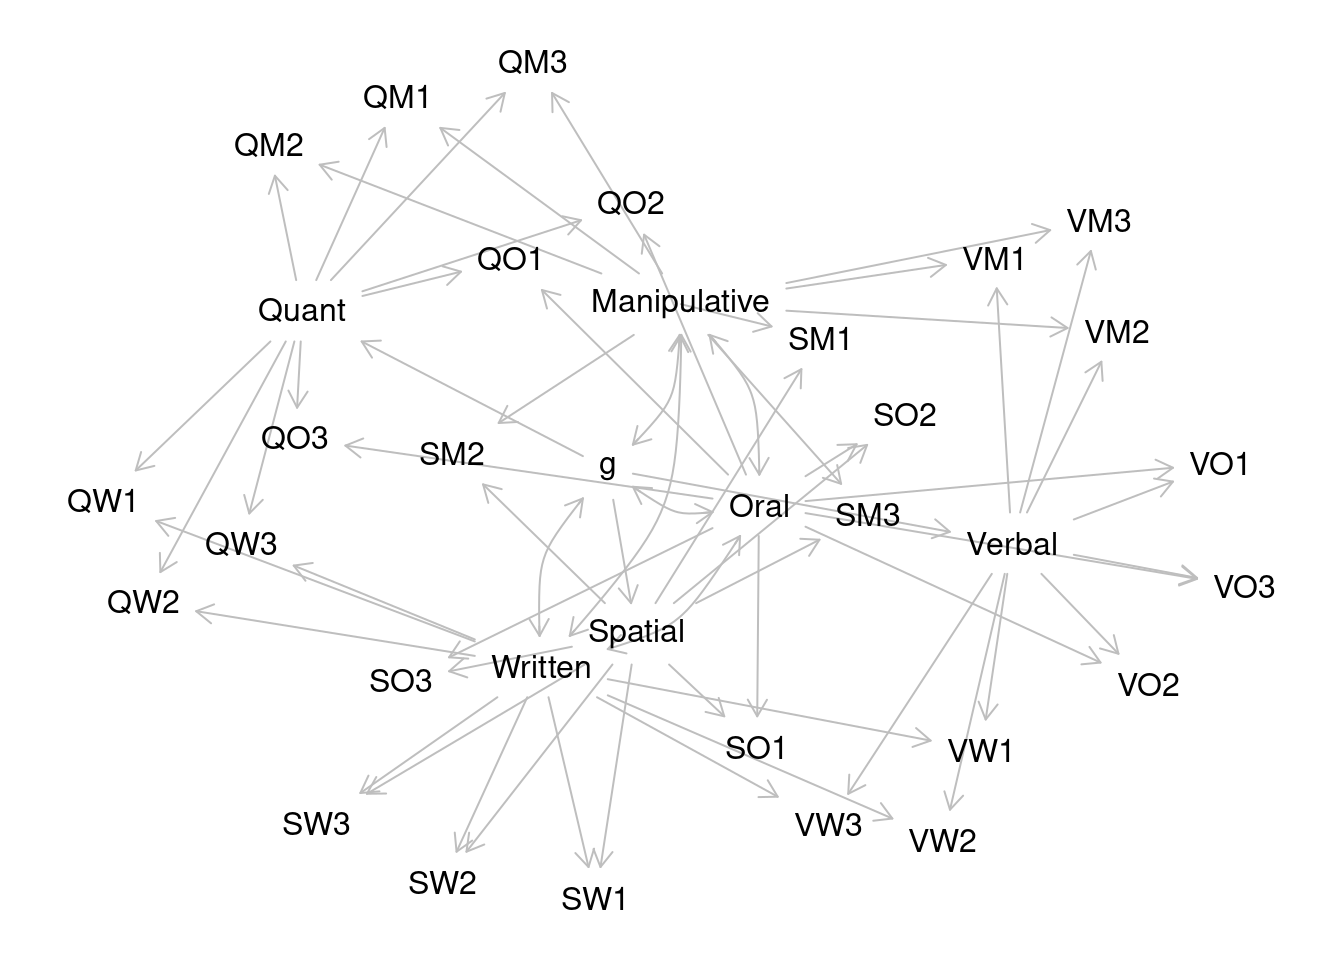 QM3
QM1
QM2
QO2
VM3
QO1
VM1
Manipulative
Quant
VM2
SM1
SO2
QO3
SM2
g
VO1
QW1
Oral
SM3
QW3
Verbal
VO3
QW2
Spatial
Written
SO3
VO2
SO1
VW1
SW3
VW3
VW2
SW2
SW1